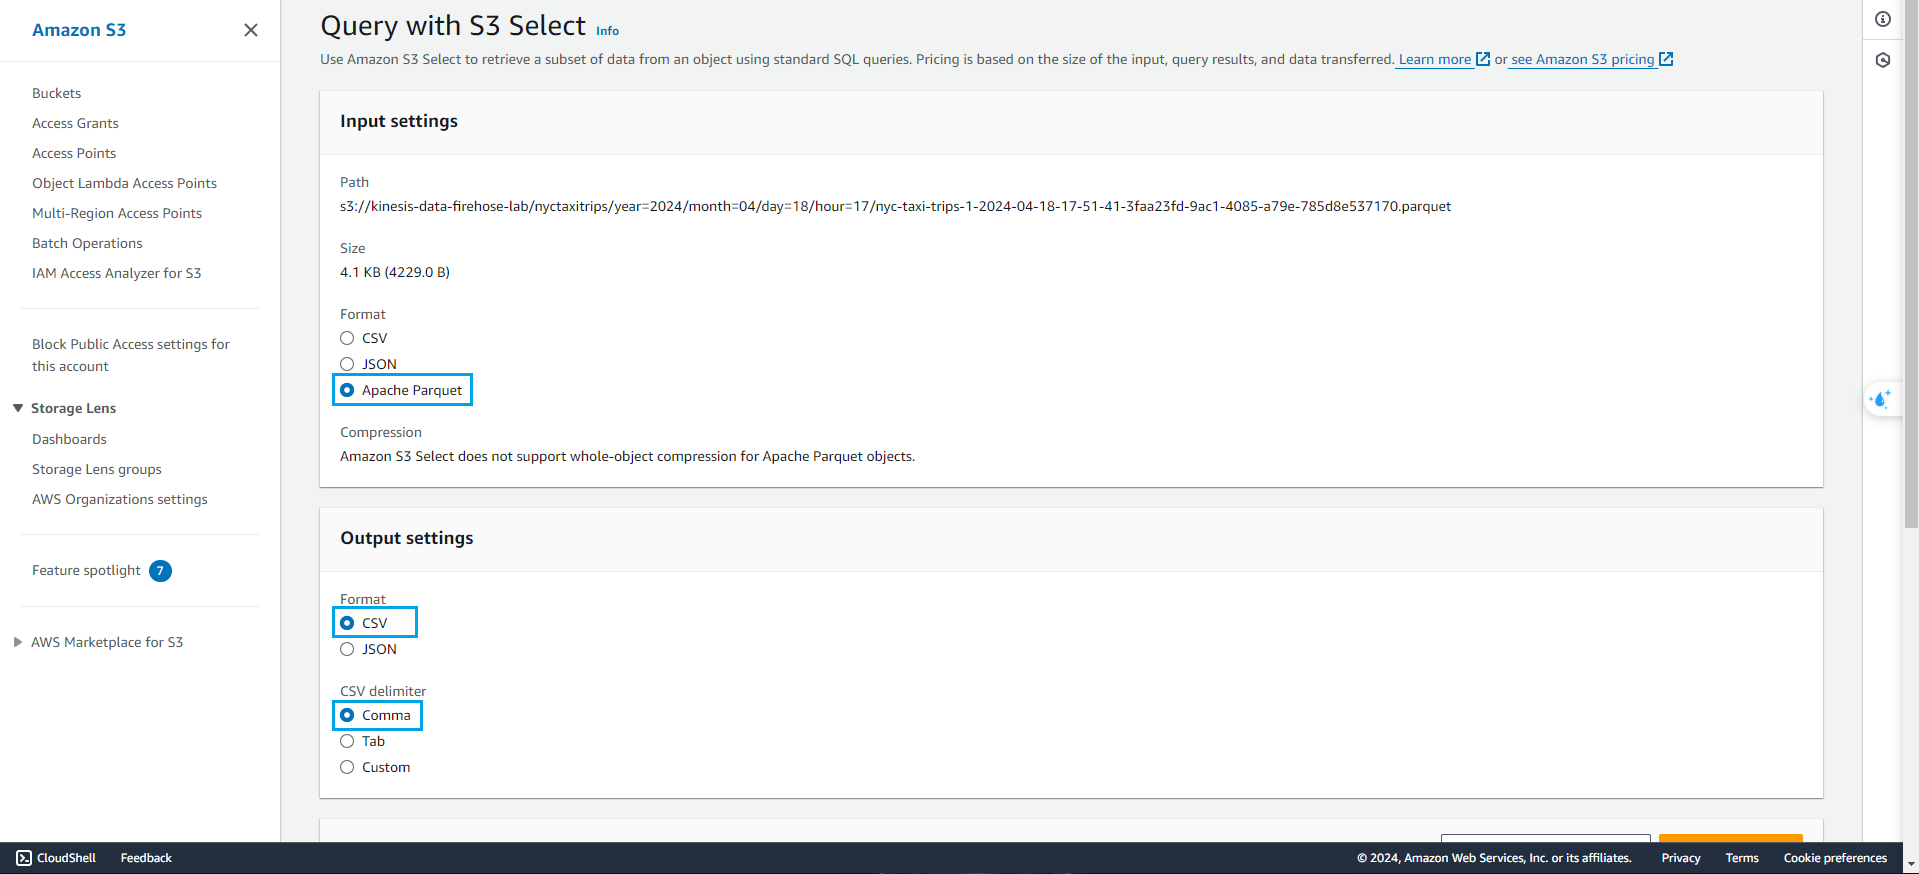 Amazon S3
Buckets
Access Grants
Access Points
Object Lambda Access Points
Multi-Region Access Points
Batch Operations
IAM Access Analyzer for S3
Block Public Access settings for
this account
Storage Lens
Dashboards
Storage Lens groups
AWS Organizations settings
Feature spotlight 7
AWS Marketplace for S3
Query with S3 Select Info
Use Amazon S3 Select to retrieve a subset of data from an object using standard SQL queries. Pricing is based on the size of the input, query results, and data transferred. Learn more or see Amazon S3 pricing
Input settings
Path
s3://kinesis-data-firehose-lab/nyctaxitrips/year=2024/month=04/day=18/hour=17/nyc-taxi-trips-1-2024-04-18-17-51-41-3faa23fd-9ac1-4085-a79e-785d8e537170.parquet
Size
4.1 KB (4229.0 B)
Format
CSV
JSON
Apache Parquet
Compression
Amazon S3 Select does not support whole-object compression for Apache Parquet objects.
Output settings
Format
CSV
JSON
CSV delimiter
Comma
Tab
Custom
CloudShell Feedback © 2024, Amazon Web Services, Inc. or its affiliates. Privacy Terms Cookie preferences